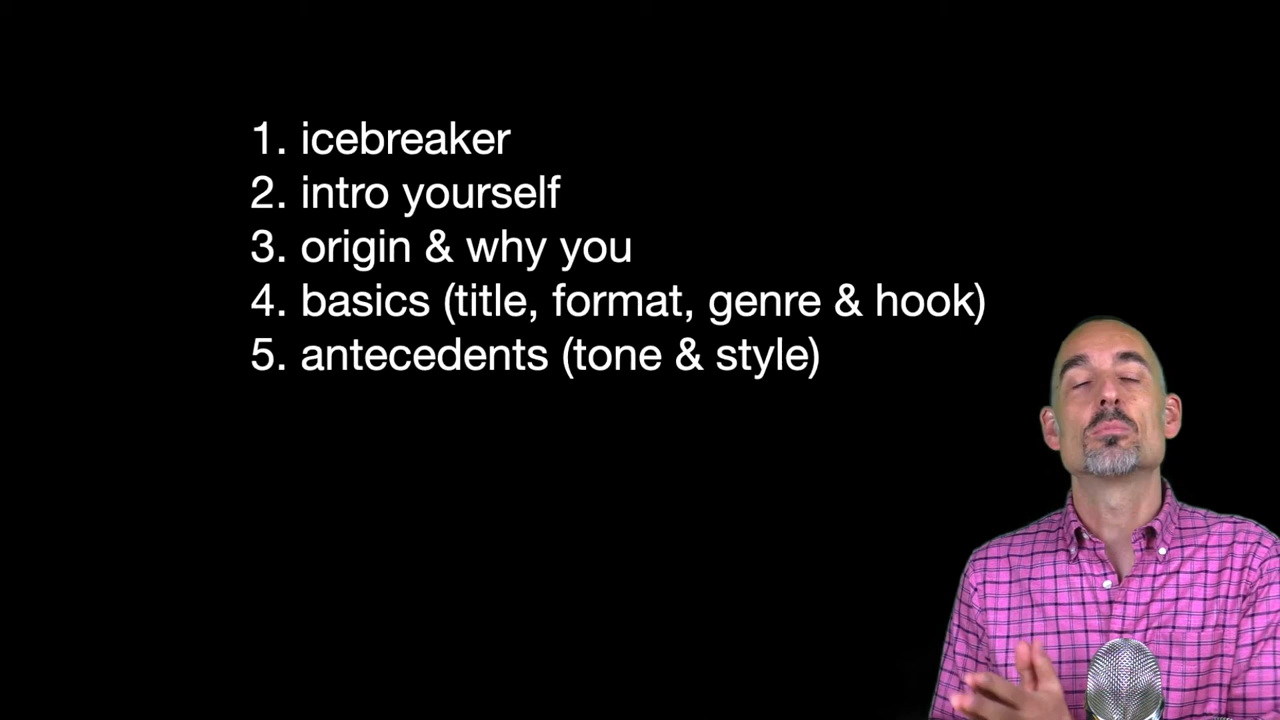 1. icebreaker
2. intro yourself
3. origin & why you
4. basics (title, format, genre & hook)
5. antecedents (tone & style)